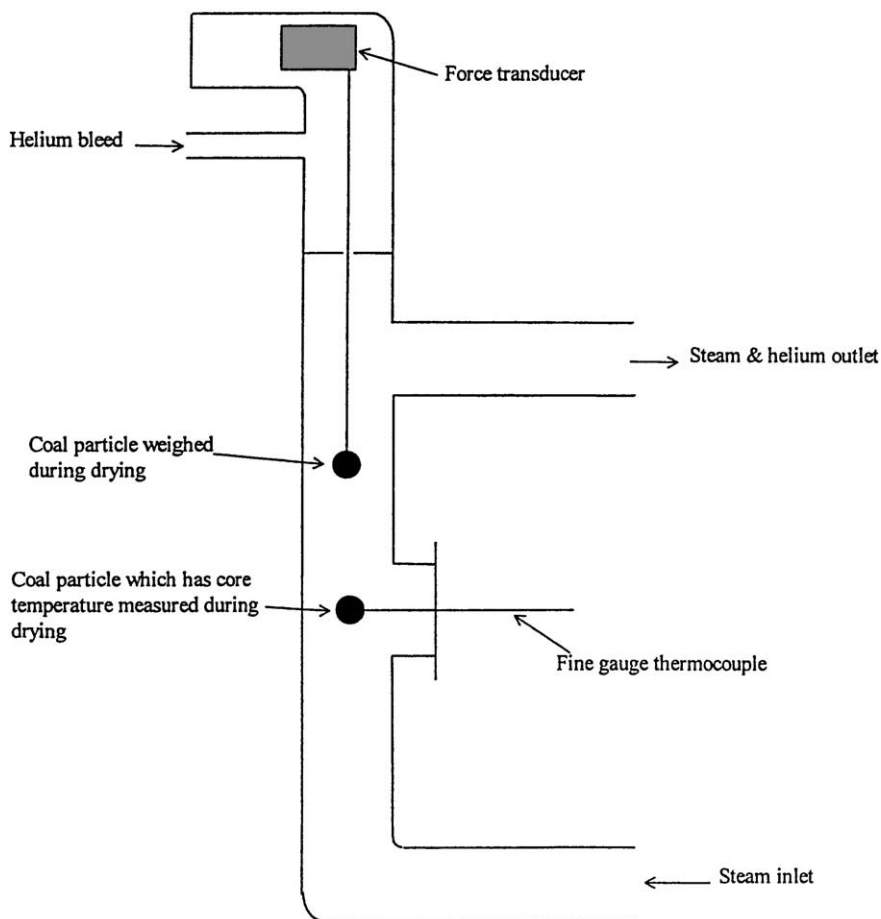 Force transducer
Helium bleed
Steam & helium outlet
Coal particle weighed
during drying
Coal particle which has core
temperature measured during
drying
Fine gauge thermocouple
Steam inlet